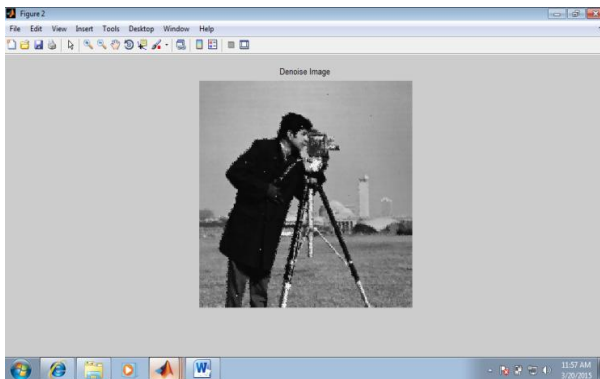 Figure 2
File Edit View Insert Tools Desktop Window Help
Denoise Image
11:57 AM
3/20/2015